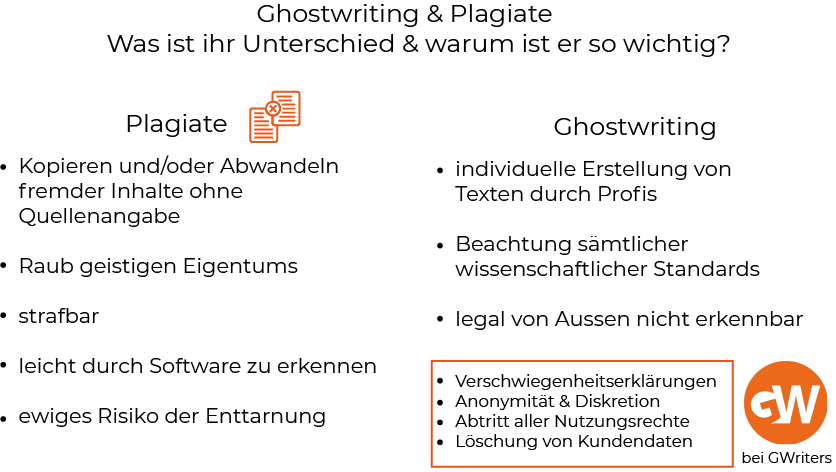 Ghostwriting & Plagiate
Was ist ihr Unterschied & warum ist er so wichtig?
Plagiate
• Kopieren und/oder Abwandeln
fremder Inhalte ohne
Quellenangabe
• Raub geistigen Eigentums
• strafbar
• leicht durch Software zu erkennen
• ewiges Risiko der Enttarnung
Ghostwriting
• individuelle Erstellung von
Texten durch Profis
• Beachtung sämtlicher
wissenschaftlicher Standards
• legal von Aussen nicht erkennbar
• Verschwiegenheitserklärungen
• Anonymität & Diskretion
• Abtritt aller Nutzungsrechte
• Löschung von Kundendaten
GW
bei GWriters